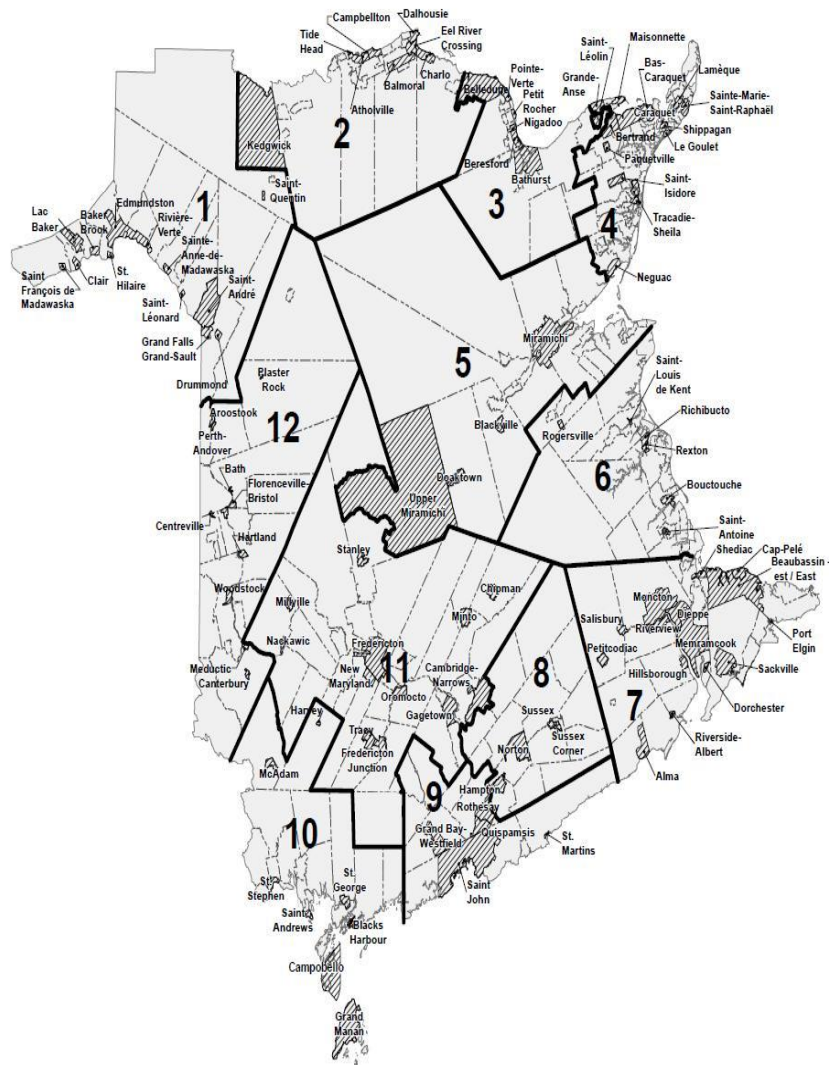 Campbellton
Dalhousie
Tide
Head
Eel River
Crossing
Atholville
Balmoral
Charlo
2
Kedgwick
Saint-
Quentin
Belledune
Pointe-
Verte
Petit
Rocher
Nigadoo
Beresford
Bathurst
3
Saint-
Léolin
Maisonnette
Grande-
Anse
Bas-
Caraquet
Lamèque
Caraquet
Sainte-Marie-
Saint-Raphaël
Bertrand
Shippagan
Le Goulet
Paquetville
Saint-
Isidore
4
Tracadie-
Sheila
Neguac
1
Lac
Baker
Baker
Brook
Edmundston
Rivière-
Verte
Sainte-
Anne-de-
Madawaska
Saint
François de
Madawaska
Clair
St.
Hilaire
Saint-
Léonard
Saint-
André
Grand Falls
Grand-Sault
Drummond
5
Miramichi
Blackville
Doaktown
Upper
Miramichi
Plaster
Rock
12
Aroostook
Perth-
Andover
Bath
Florenceville-
Bristol
Centreville
Hartland
Woodstock
Meductic
Canterbury
Saint-
Louis
de Kent
Rogersville
Richibucto
Rexton
6
Bouctouche
Saint-
Antoine
Shediac
Cap-Pelé
Beaubassin -
est / East
Moncton
Dieppe
Salisbury
Riverview
Petitcodiac
Memramcook
Port
Elgin
Hillsborough
Sackville
7
Dorchester
Riverside-
Albert
Alma
Stanley
Chipman
Millville
Minto
Nackawic
Fredericton
New
Maryland
11
Oromocto
Cambridge-
Narrows
Gagetown
Harvey
Tracy
Fredericton
Junction
8
Sussex
Sussex
Corner
Norton
McAdam
9
Hampton
Rothesay
Grand Bay-
Westfield
Quispamsis
St.
Martins
Saint
John
10
St.
Stephen
St.
George
Saint
Andrews
Blacks
Harbour
Campobello
Grand
Manan